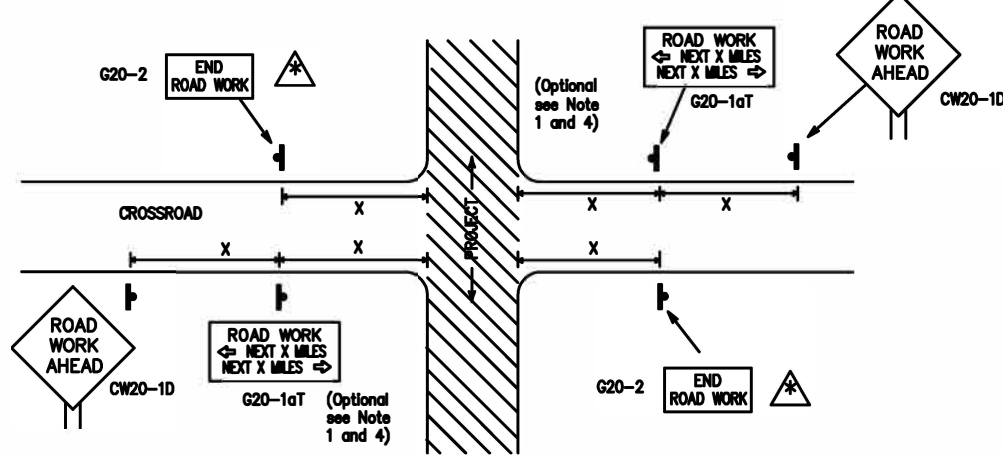 ROAD WORK
<⇦ NEXT X MILES
NEXT X MILES ⇨
G20-1aT
(Optional
see Note
1 and 4)
ROAD
WORK
AHEAD
CW20-1D
G20-2
END
ROAD WORK
*
X
X
X
CROSSROAD
PROJECT
X
X
X
ROAD
WORK
AHEAD
CW20-1D
ROAD WORK
⇦ NEXT X MILES
NEXT X MILES ⇨
G20-1aT
(Optional
see Note
1 and 4)
G20-2
END
ROAD WORK
*